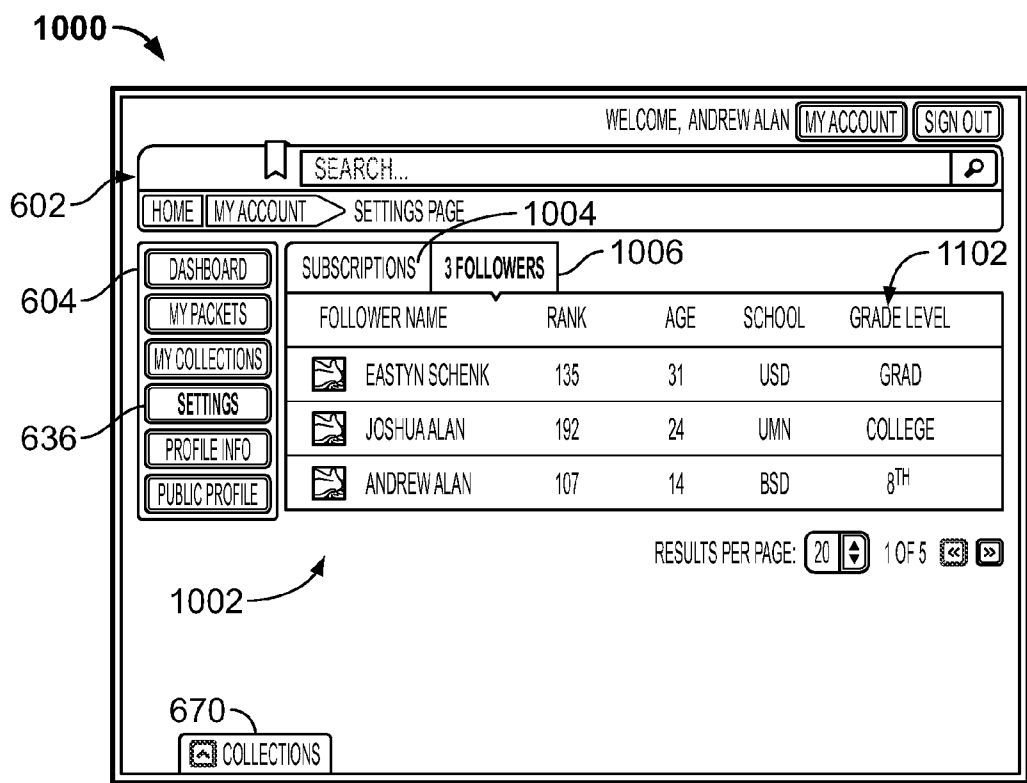 1000
WELCOME, ANDREW ALAN MY ACCOUNT SIGN OUT
SEARCH...
602
HOME MY ACCOUNT SETTINGS PAGE
1004
1006
1102
604
DASHBOARD
MY PACKETS
MY COLLECTIONS
SETTINGS
636
PROFILE INFO
PUBLIC PROFILE
SUBSCRIPTIONS 3 FOLLOWERS
FOLLOWER NAME RANK AGE SCHOOL GRADE LEVEL
EASTYN SCHENK 135 31 USD GRAD
JOSHUA ALAN 192 24 UMN COLLEGE
ANDREW ALAN 107 14 BSD 8TH
RESULTS PER PAGE: 20 1 OF 5
1002
670
COLLECTIONS